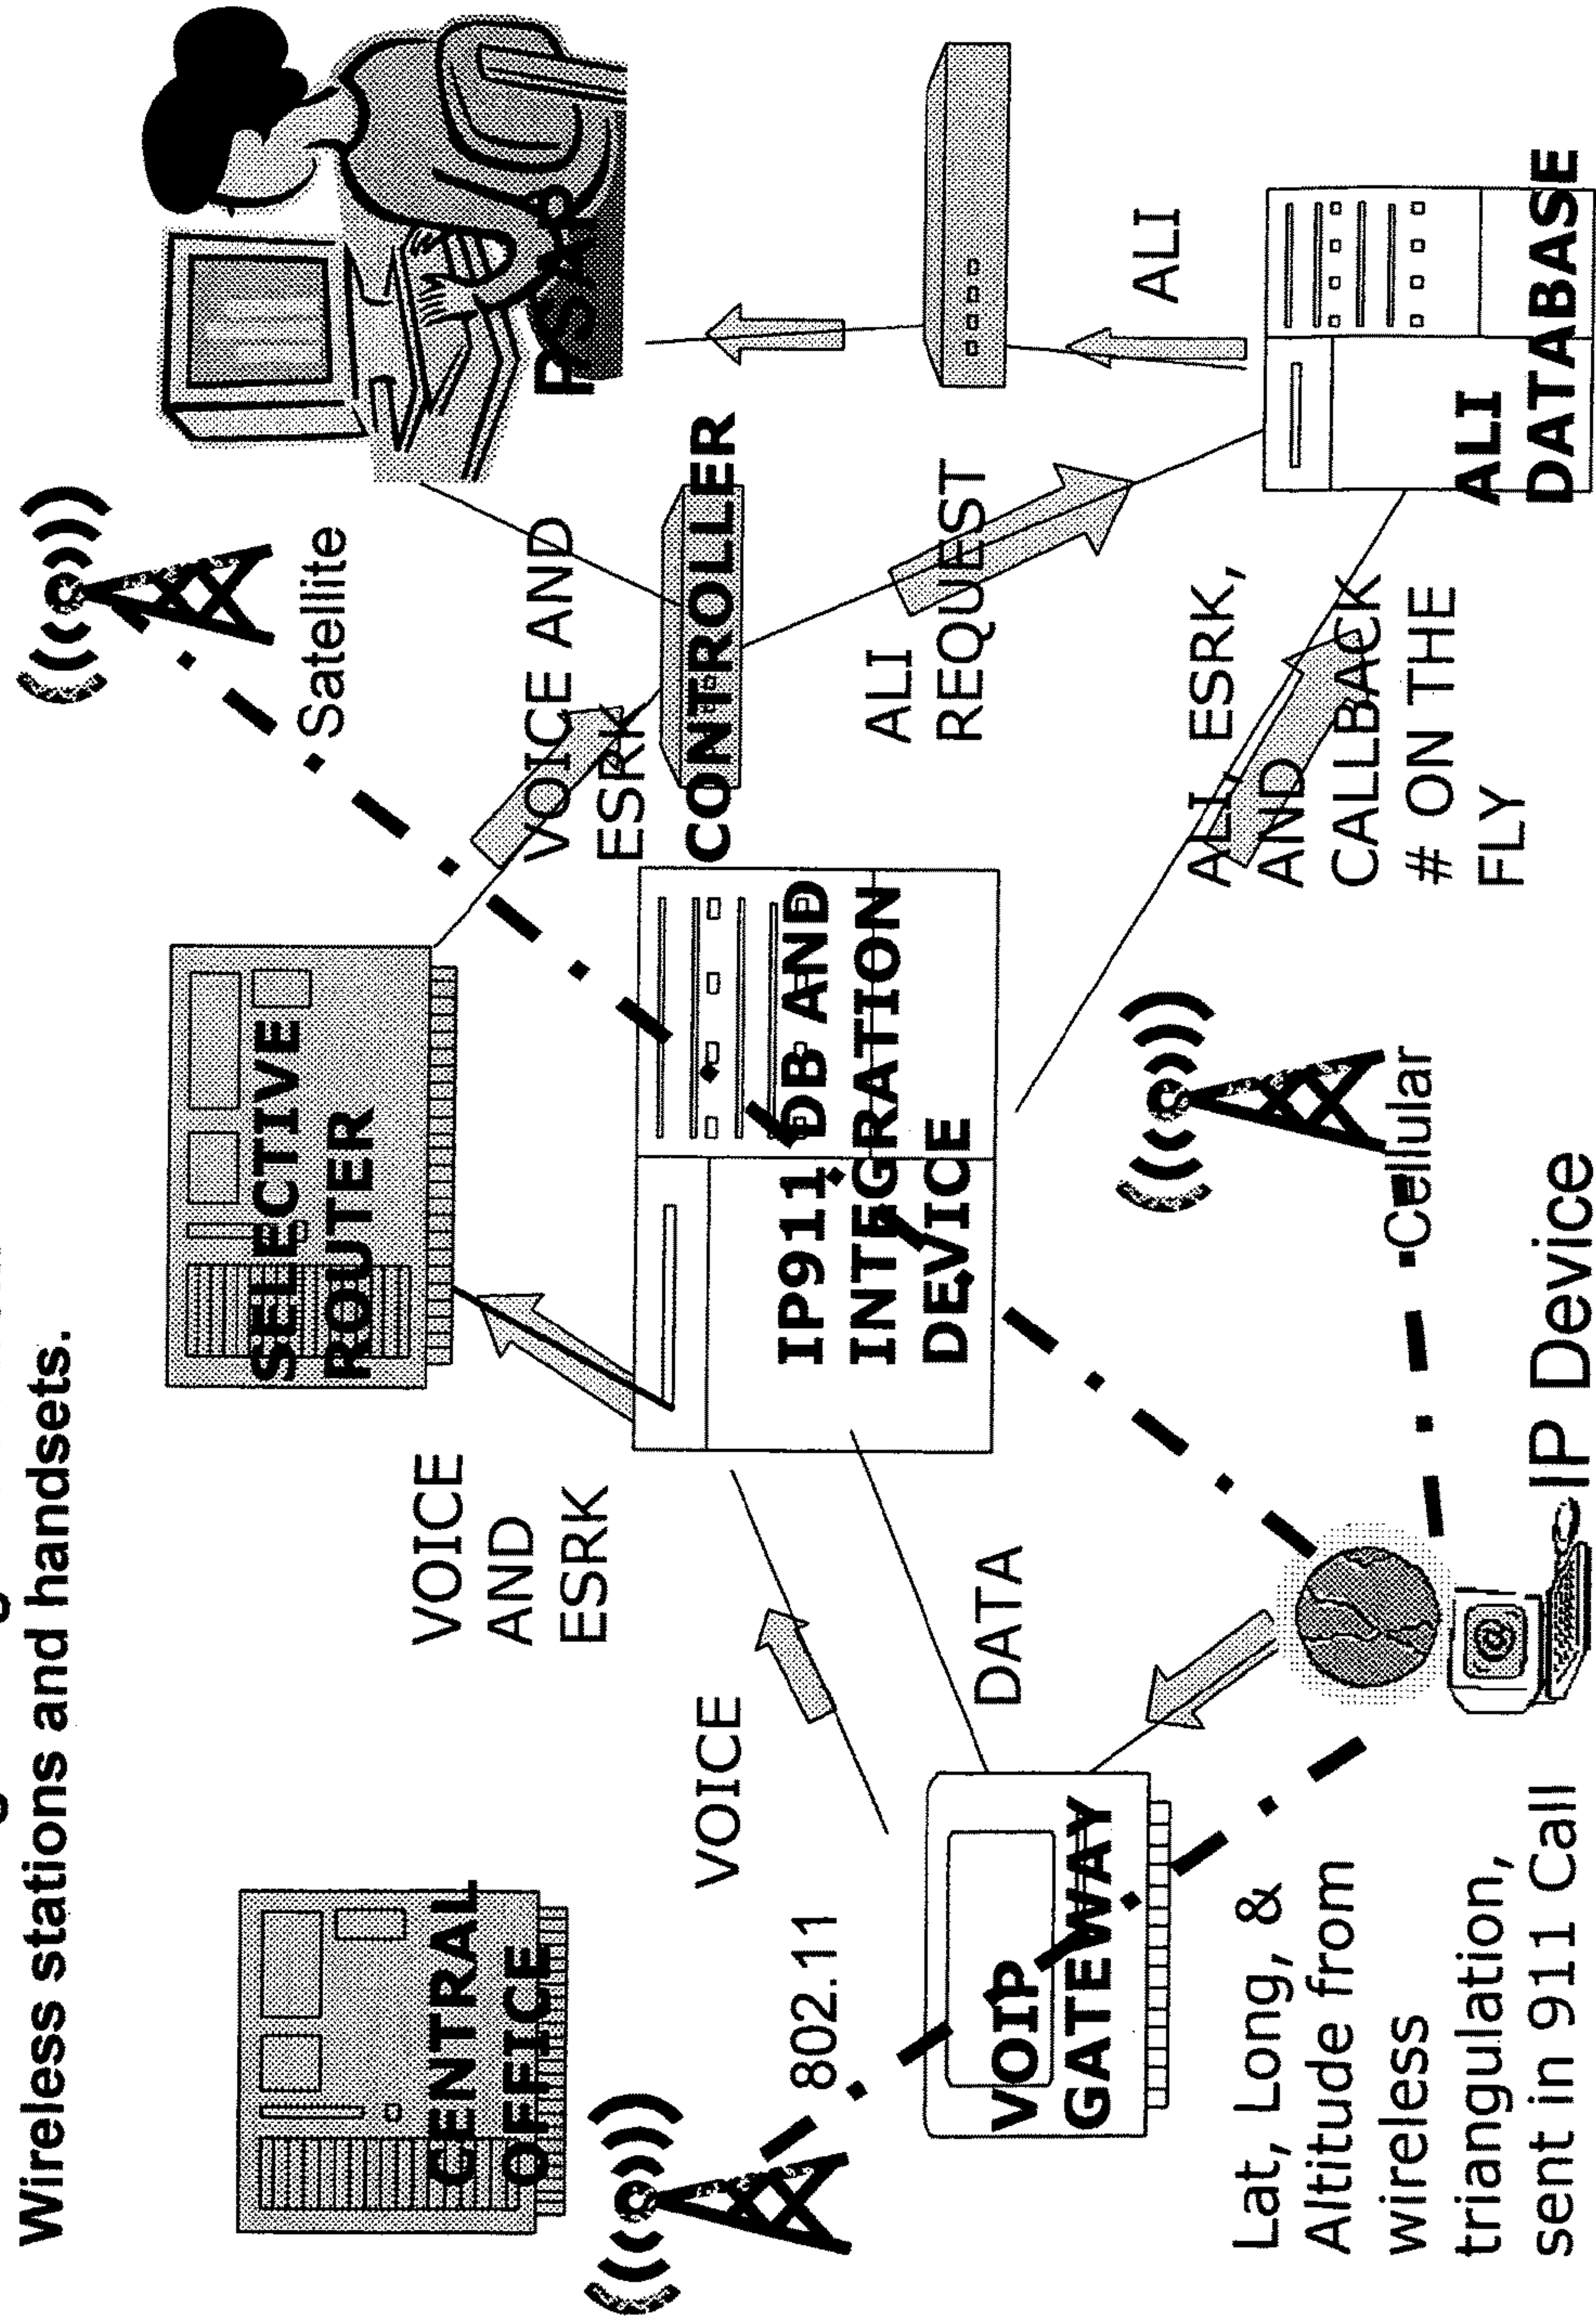 Wireless stations and handsets.
CENTRAL
OFFICE
SELECTIVE
ROUTER
Satellite
PSAP
VOICE
AND
ESRK
VOICE AND
ESRK
CONTROLLER
802.11
VOICE
IP911 DB AND
INTEGRATION
DEVICE
ALI
REQUEST
ALI
VOIP
GATEWAY
DATA
ALI, ESRK,
AND
CALLBACK
# ON THE
FLY
Cellular
ALI
DATABASE
Lat, Long, &
Altitude from
wireless
triangulation,
sent in 911 Call
@
IP Device